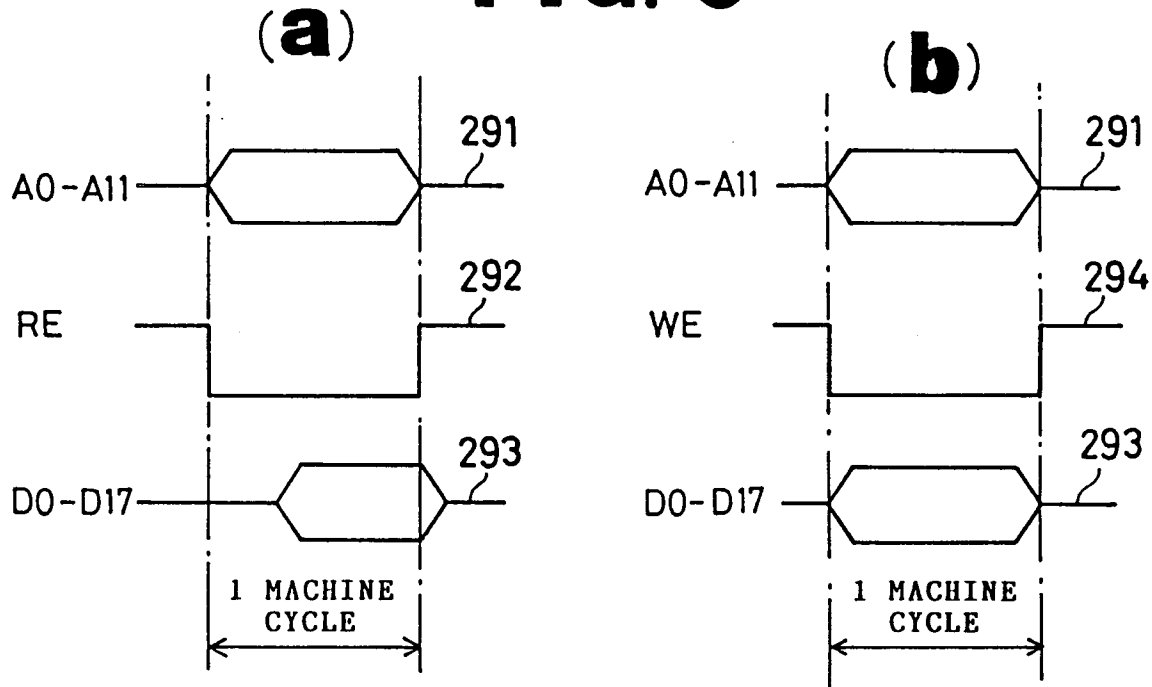 (a)
291
A0-A11
292
RE
293
D0-D17
1 MACHINE
CYCLE
(b)
291
A0-A11
294
WE
293
D0-D17
1 MACHINE
CYCLE